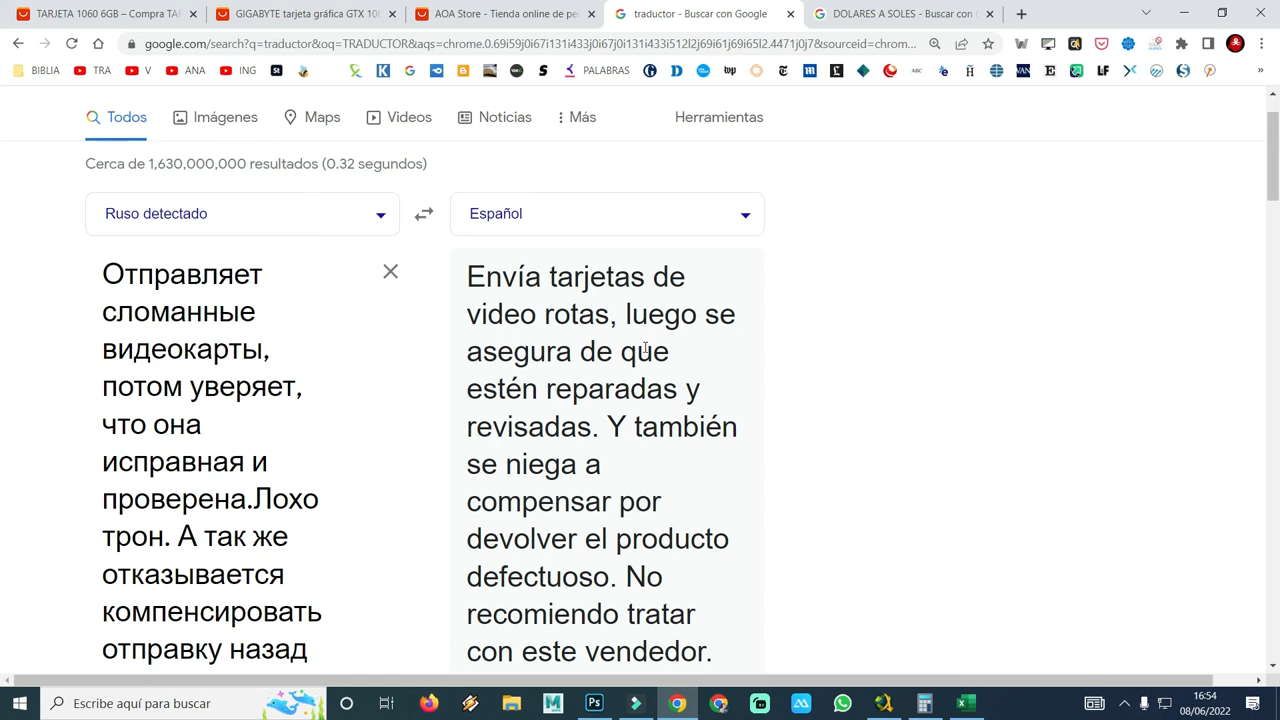 TARJETA 1060 6GB – Compra TAR
GIGABYTE tarjeta gráfica GTX 106
AOA Store - Tienda online de pe
traductor - Buscar con Google
DOLARES A SOLES - Buscar con
google.com/search?q=traductor&oq=TRADUCTOR&aqs=chrome.0.69i59j0i67j0i131i433j0i67j0i131i433i512l2j69i61j69i65l2.4471j0j7&sourceid=chrom...
BIBLIA
TRA
V
ANA
ING
PALABRAS
Todos
Imágenes
Maps
Videos
Noticias
Más
Herramientas
Cerca de 1,630,000,000 resultados (0.32 segundos)
Ruso detectado
Español
Отправляет
сломанные
видеокарты,
потом уверяет,
что она
исправная и
проверена.Лохо
трон. А так же
отказывается
компенсировать
отправку назад
Envía tarjetas de
video rotas, luego se
asegura de que
estén reparadas y
revisadas. Y también
se niega a
compensar por
devolver el producto
defectuoso. No
recomiendo tratar
con este vendedor.
Escribe aquí para buscar
16:54
08/06/2022